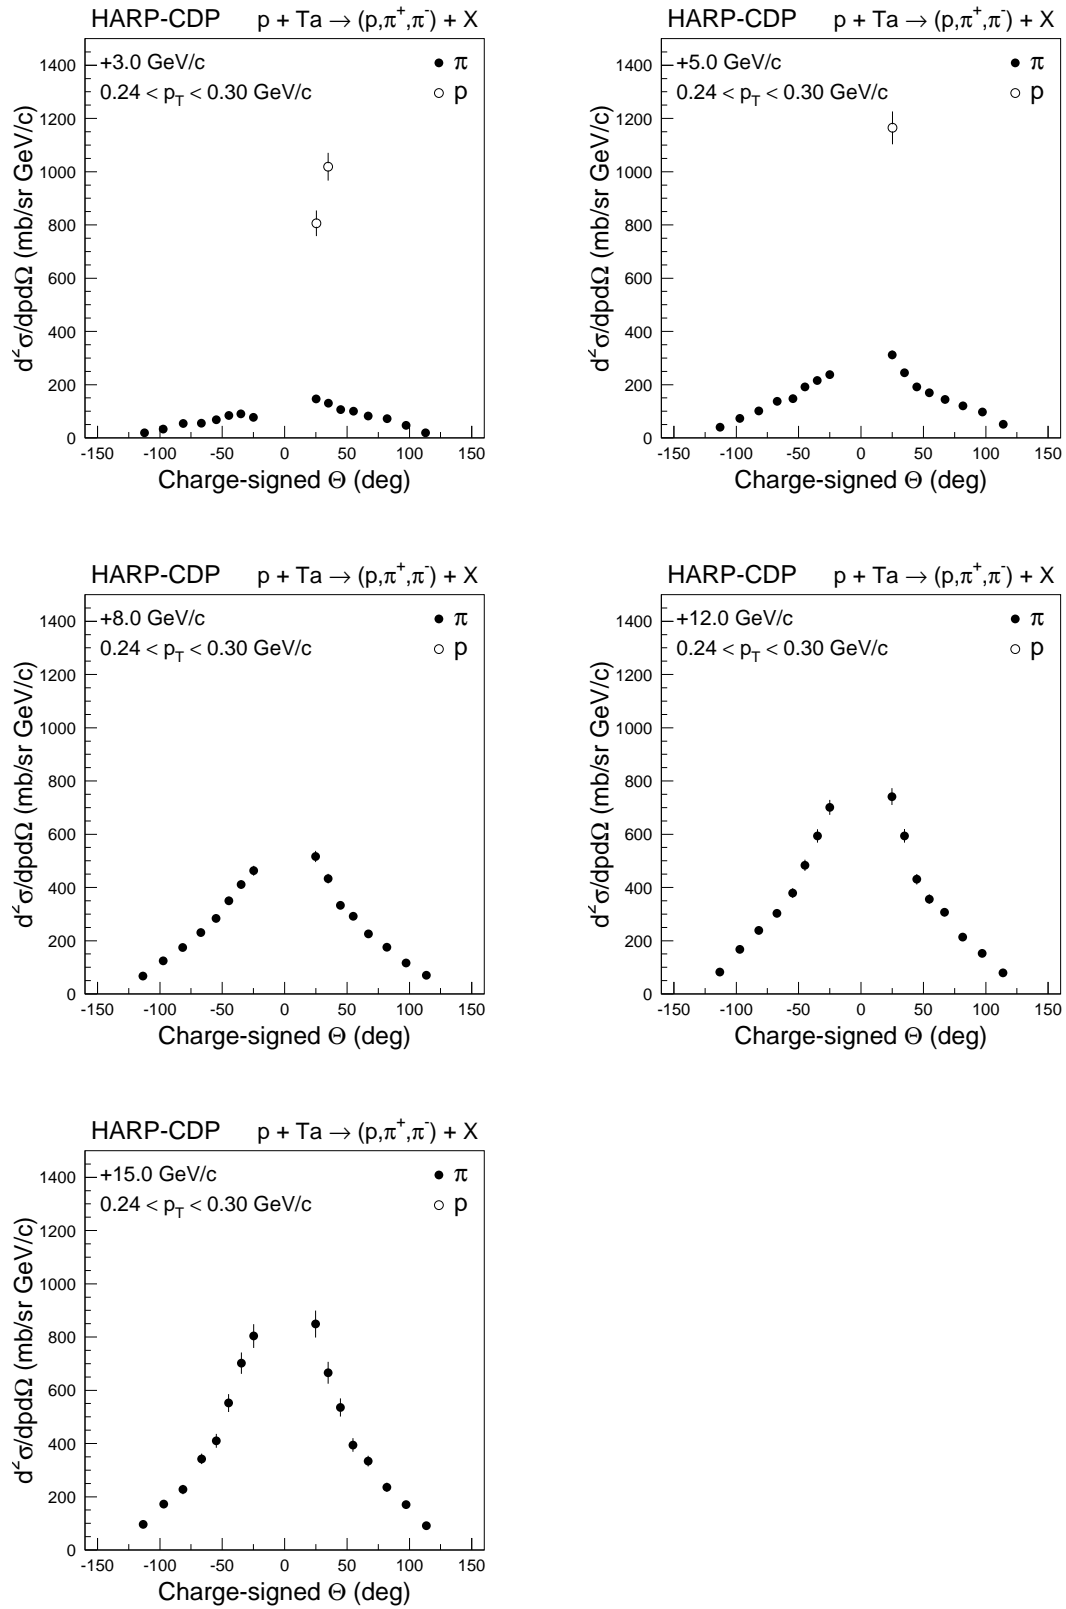 HARP-CDP p + Ta → (p,π⁺,π⁻) + X
+3.0 GeV/c ● π
0.24 < p_T < 0.30 GeV/c ○ p
d²σ/dpdΩ (mb/sr GeV/c)
1400
1200
1000
800
600
400
200
0
-150 -100 -50 0 50 100 150
Charge-signed Θ (deg)
HARP-CDP p + Ta → (p,π⁺,π⁻) + X
+5.0 GeV/c ● π
0.24 < p_T < 0.30 GeV/c ○ p
d²σ/dpdΩ (mb/sr GeV/c)
1400
1200
1000
800
600
400
200
0
-150 -100 -50 0 50 100 150
Charge-signed Θ (deg)
HARP-CDP p + Ta → (p,π⁺,π⁻) + X
+8.0 GeV/c ● π
0.24 < p_T < 0.30 GeV/c ○ p
d²σ/dpdΩ (mb/sr GeV/c)
1400
1200
1000
800
600
400
200
0
-150 -100 -50 0 50 100 150
Charge-signed Θ (deg)
HARP-CDP p + Ta → (p,π⁺,π⁻) + X
+12.0 GeV/c ● π
0.24 < p_T < 0.30 GeV/c ○ p
d²σ/dpdΩ (mb/sr GeV/c)
1400
1200
1000
800
600
400
200
0
-150 -100 -50 0 50 100 150
Charge-signed Θ (deg)
HARP-CDP p + Ta → (p,π⁺,π⁻) + X
+15.0 GeV/c ● π
0.24 < p_T < 0.30 GeV/c ○ p
d²σ/dpdΩ (mb/sr GeV/c)
1400
1200
1000
800
600
400
200
0
-150 -100 -50 0 50 100 150
Charge-signed Θ (deg)